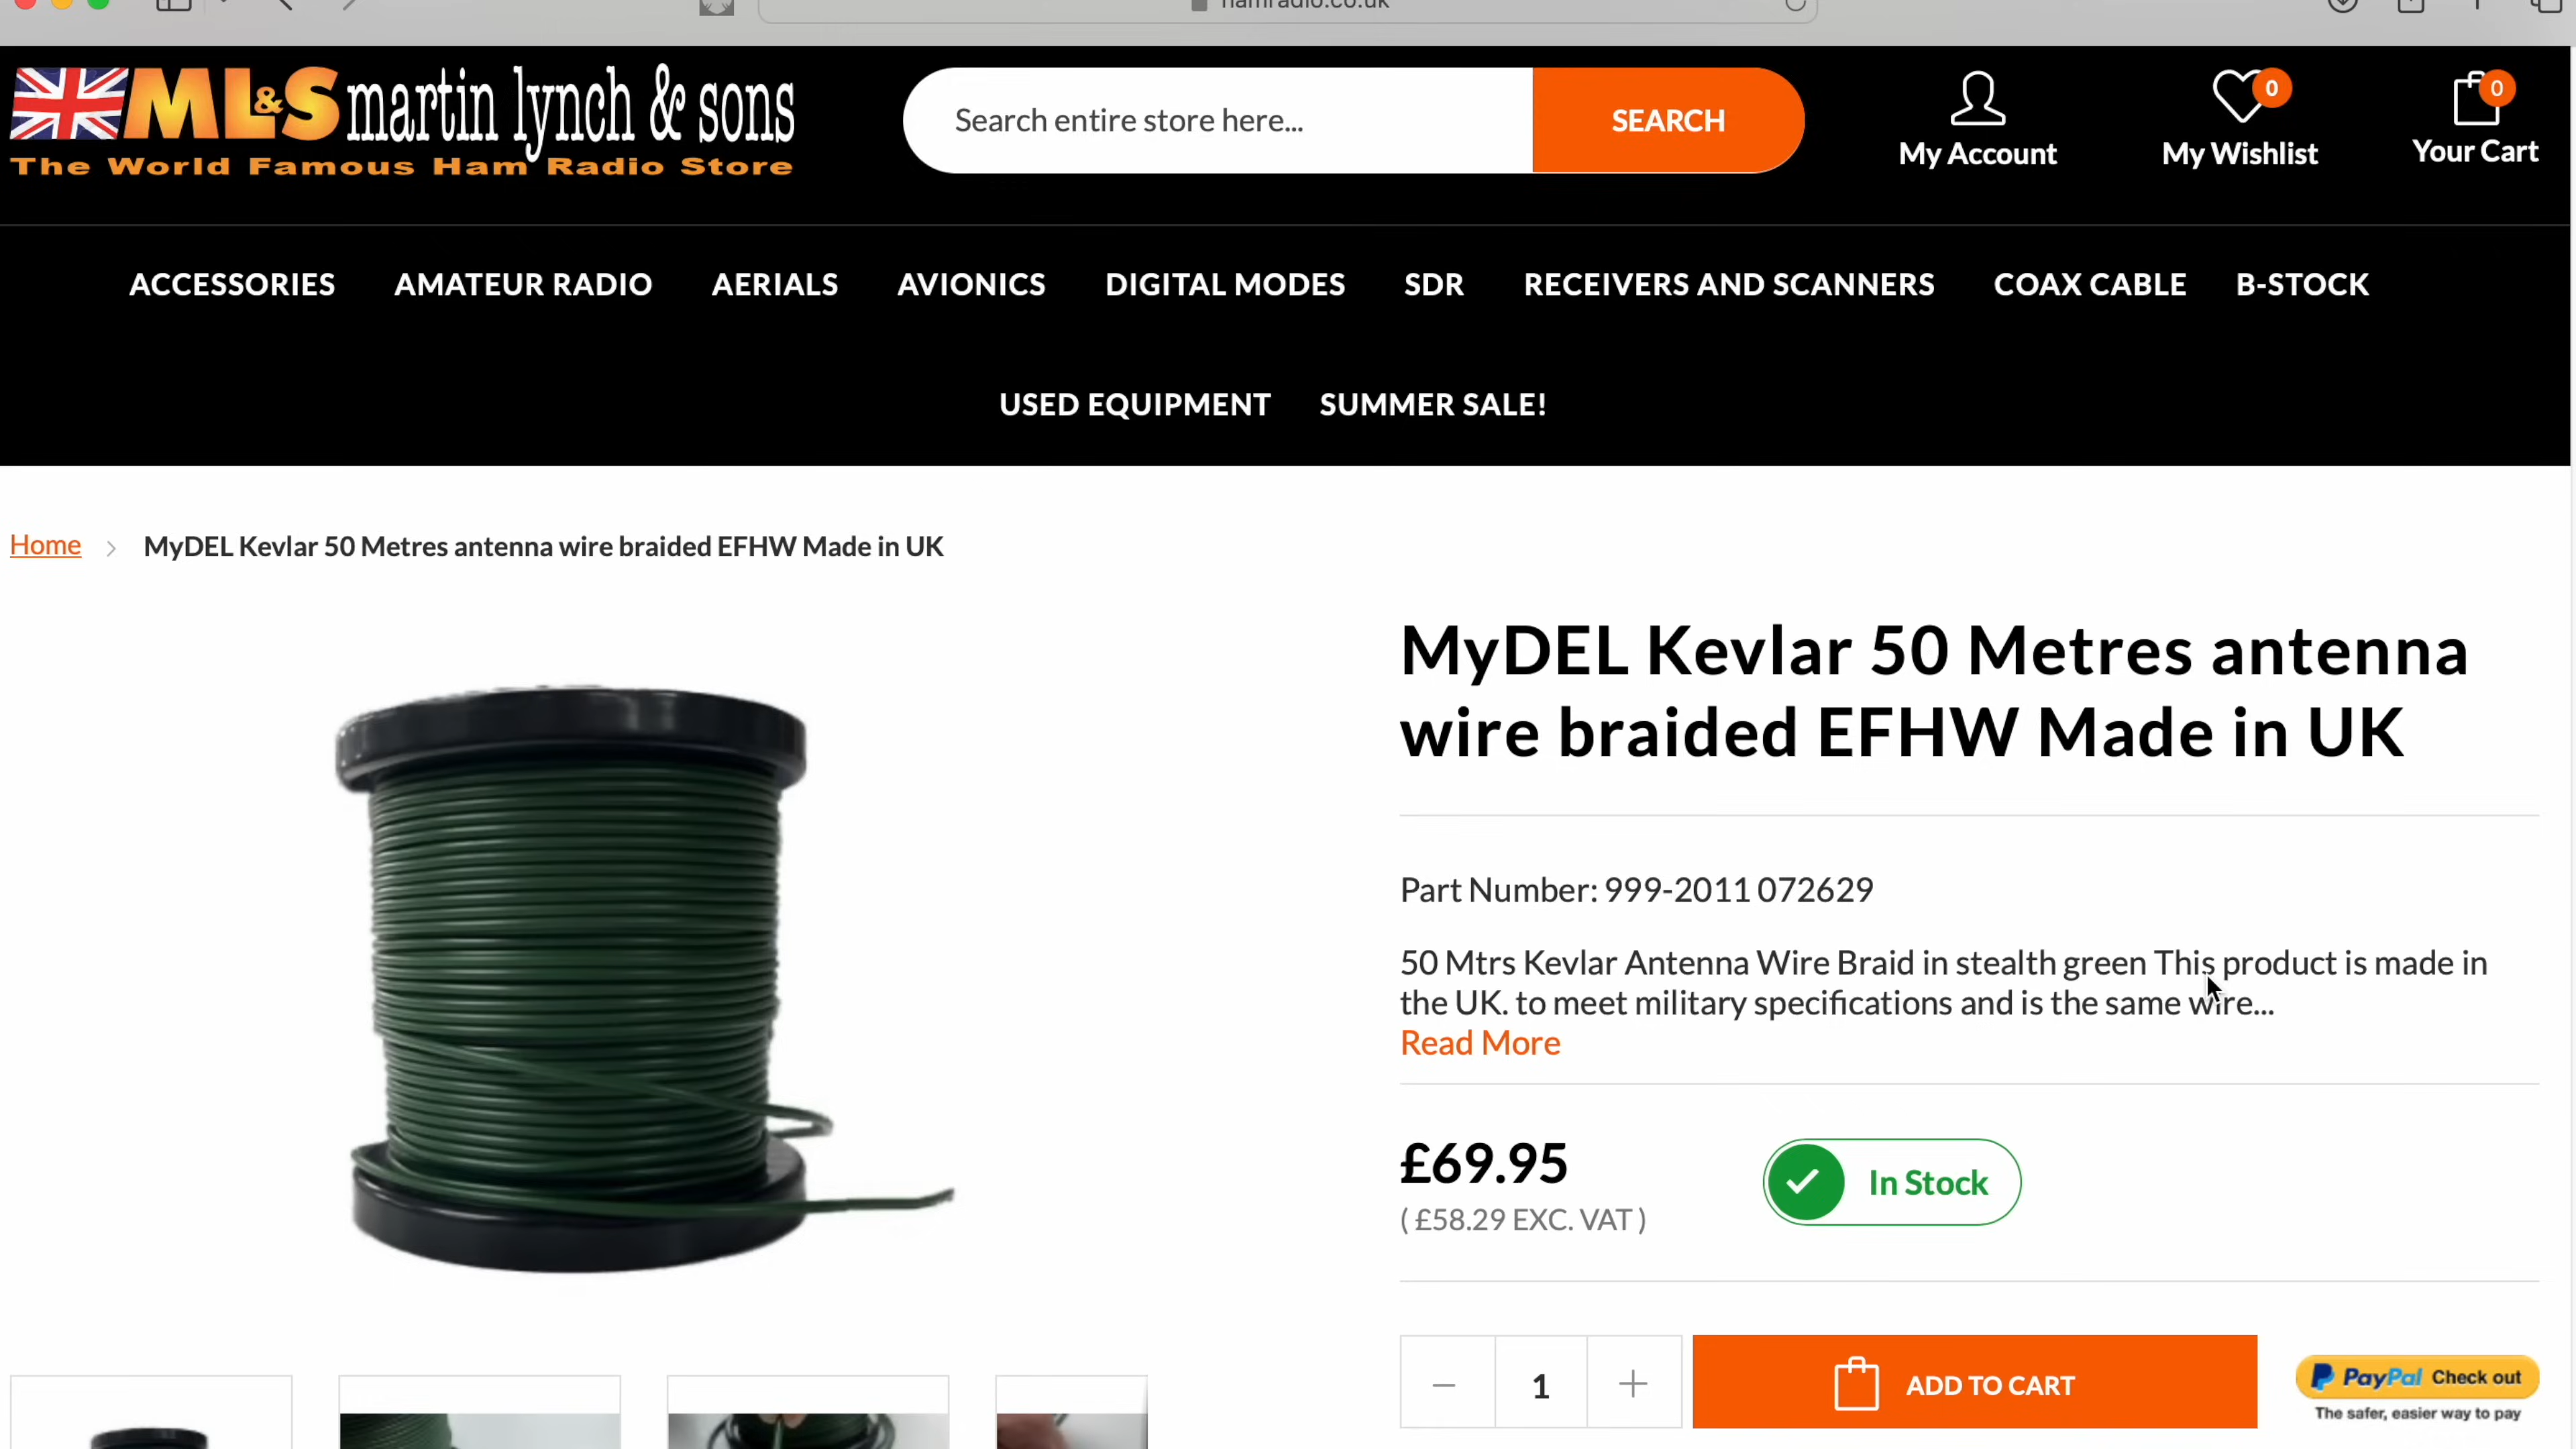 hamradio.co.uk
ML&S martin lynch & sons
The World Famous Ham Radio Store
Search entire store here...
SEARCH
My Account
0
My Wishlist
0
Your Cart
ACCESSORIES AMATEUR RADIO AERIALS AVIONICS DIGITAL MODES SDR RECEIVERS AND SCANNERS COAX CABLE B-STOCK
USED EQUIPMENT SUMMER SALE!
Home > MyDEL Kevlar 50 Metres antenna wire braided EFHW Made in UK
MyDEL Kevlar 50 Metres antenna
wire braided EFHW Made in UK
Part Number: 999-2011 072629
50 Mtrs Kevlar Antenna Wire Braid in stealth green This product is made in
the UK. to meet military specifications and is the same wire...
Read More
£69.95
( £58.29 EXC. VAT )
In Stock
1
ADD TO CART
PayPal Check out
The safer, easier way to pay